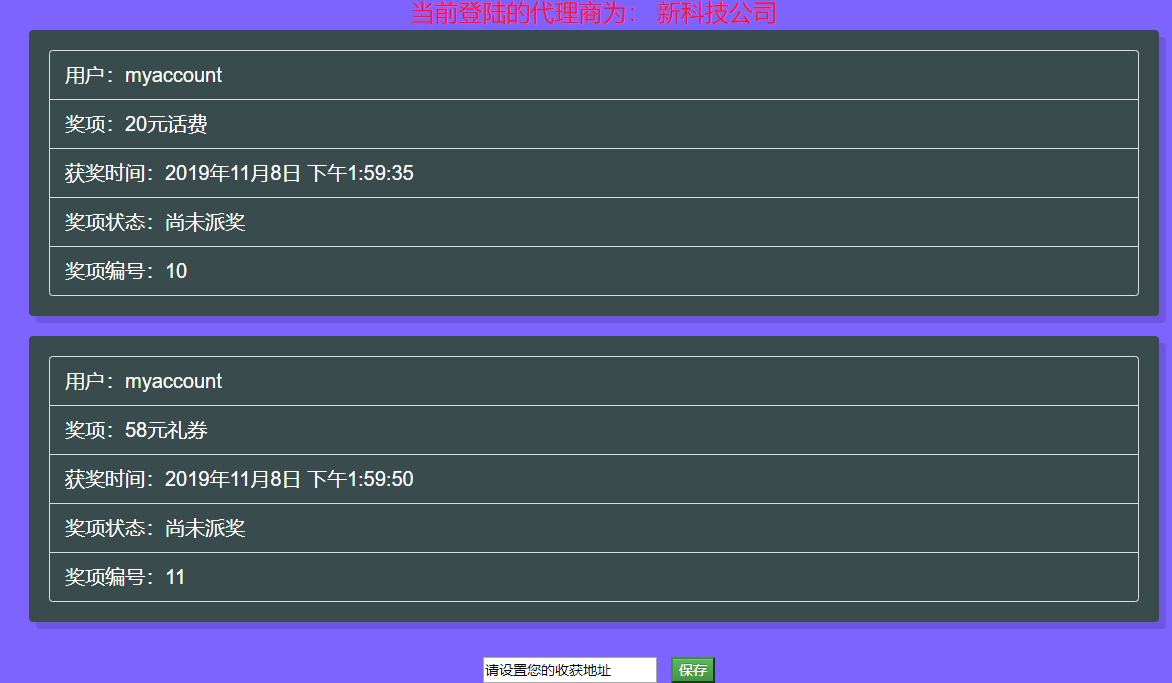 当前登陆的代理商为： 新科技公司
用户：myaccount
奖项：20元话费
获奖时间：2019年11月8日 下午1:59:35
奖项状态：尚未派奖
奖项编号：10
用户：myaccount
奖项：58元礼券
获奖时间：2019年11月8日 下午1:59:50
奖项状态：尚未派奖
奖项编号：11
请设置您的收获地址 保存